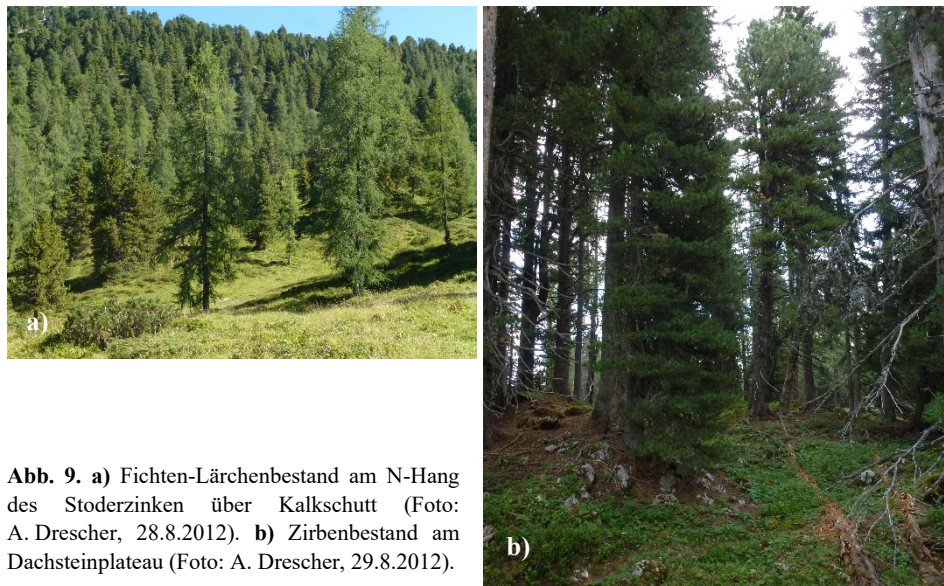 a)
b)
Abb. 9. a) Fichten-Lärchenbestand am N-Hang
des Stoderzinken über Kalkschutt (Foto:
A. Drescher, 28.8.2012). b) Zirbenbestand am
Dachsteinplateau (Foto: A. Drescher, 29.8.2012).